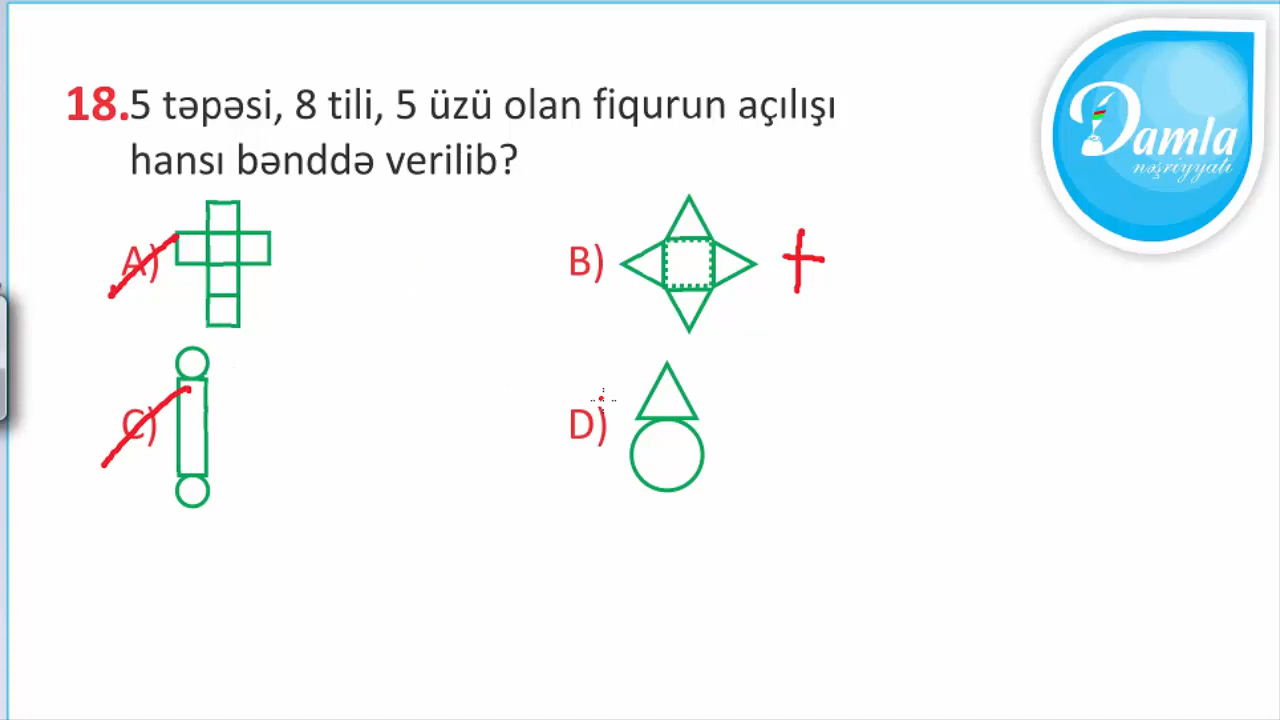 18.5 təpəsi, 8 tili, 5 üzü olan fiqurun açılışı
hansı bənddə verilib?
A)
B)
C)
D)
Damla
nəşriyyatı